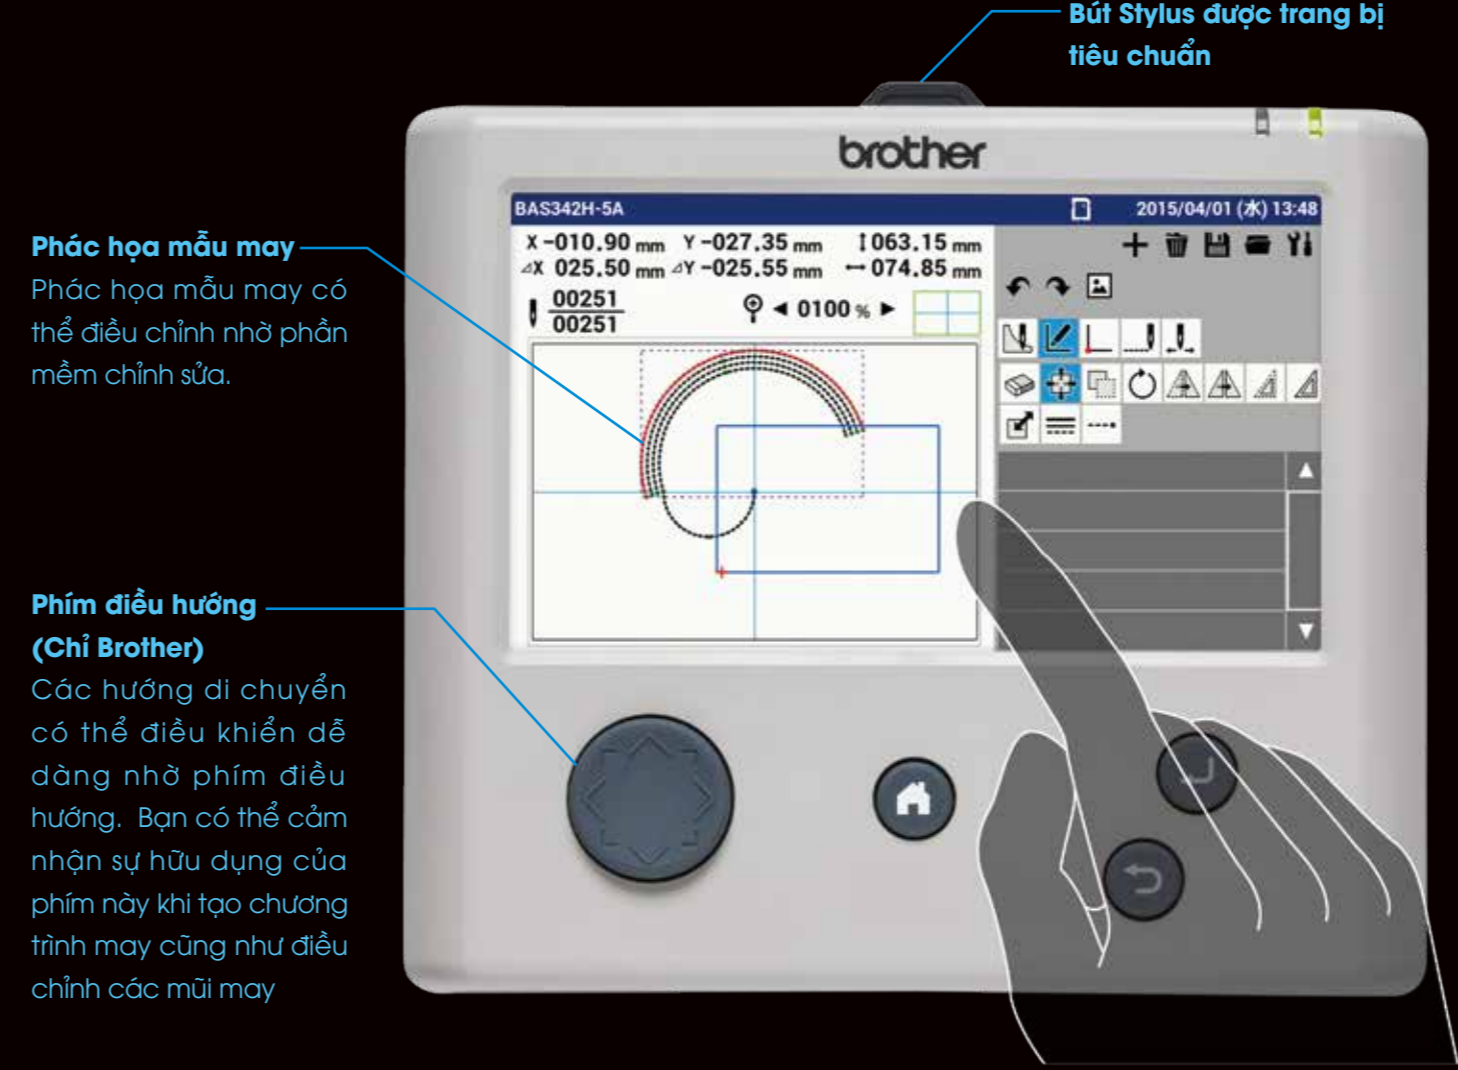 Bút Stylus được trang bị
tiêu chuẩn
brother
BAS342H-5A
2015/04/01 (水) 13:48
X -010.90 mm Y -027.35 mm ↕ 063.15 mm
⊿X 025.50 mm ⊿Y -025.55 mm ↔ 074.85 mm
00251
00251
◄ 0100 % ►
Phác họa mẫu may
Phác họa mẫu may có
thể điều chỉnh nhờ phần
mềm chỉnh sửa.
Phím điều hướng
(Chỉ Brother)
Các hướng di chuyển
có thể điều khiển dễ
dàng nhờ phím điều
hướng. Bạn có thể cảm
nhận sự hữu dụng của
phím này khi tạo chương
trình may cũng như điều
chỉnh các mũi may